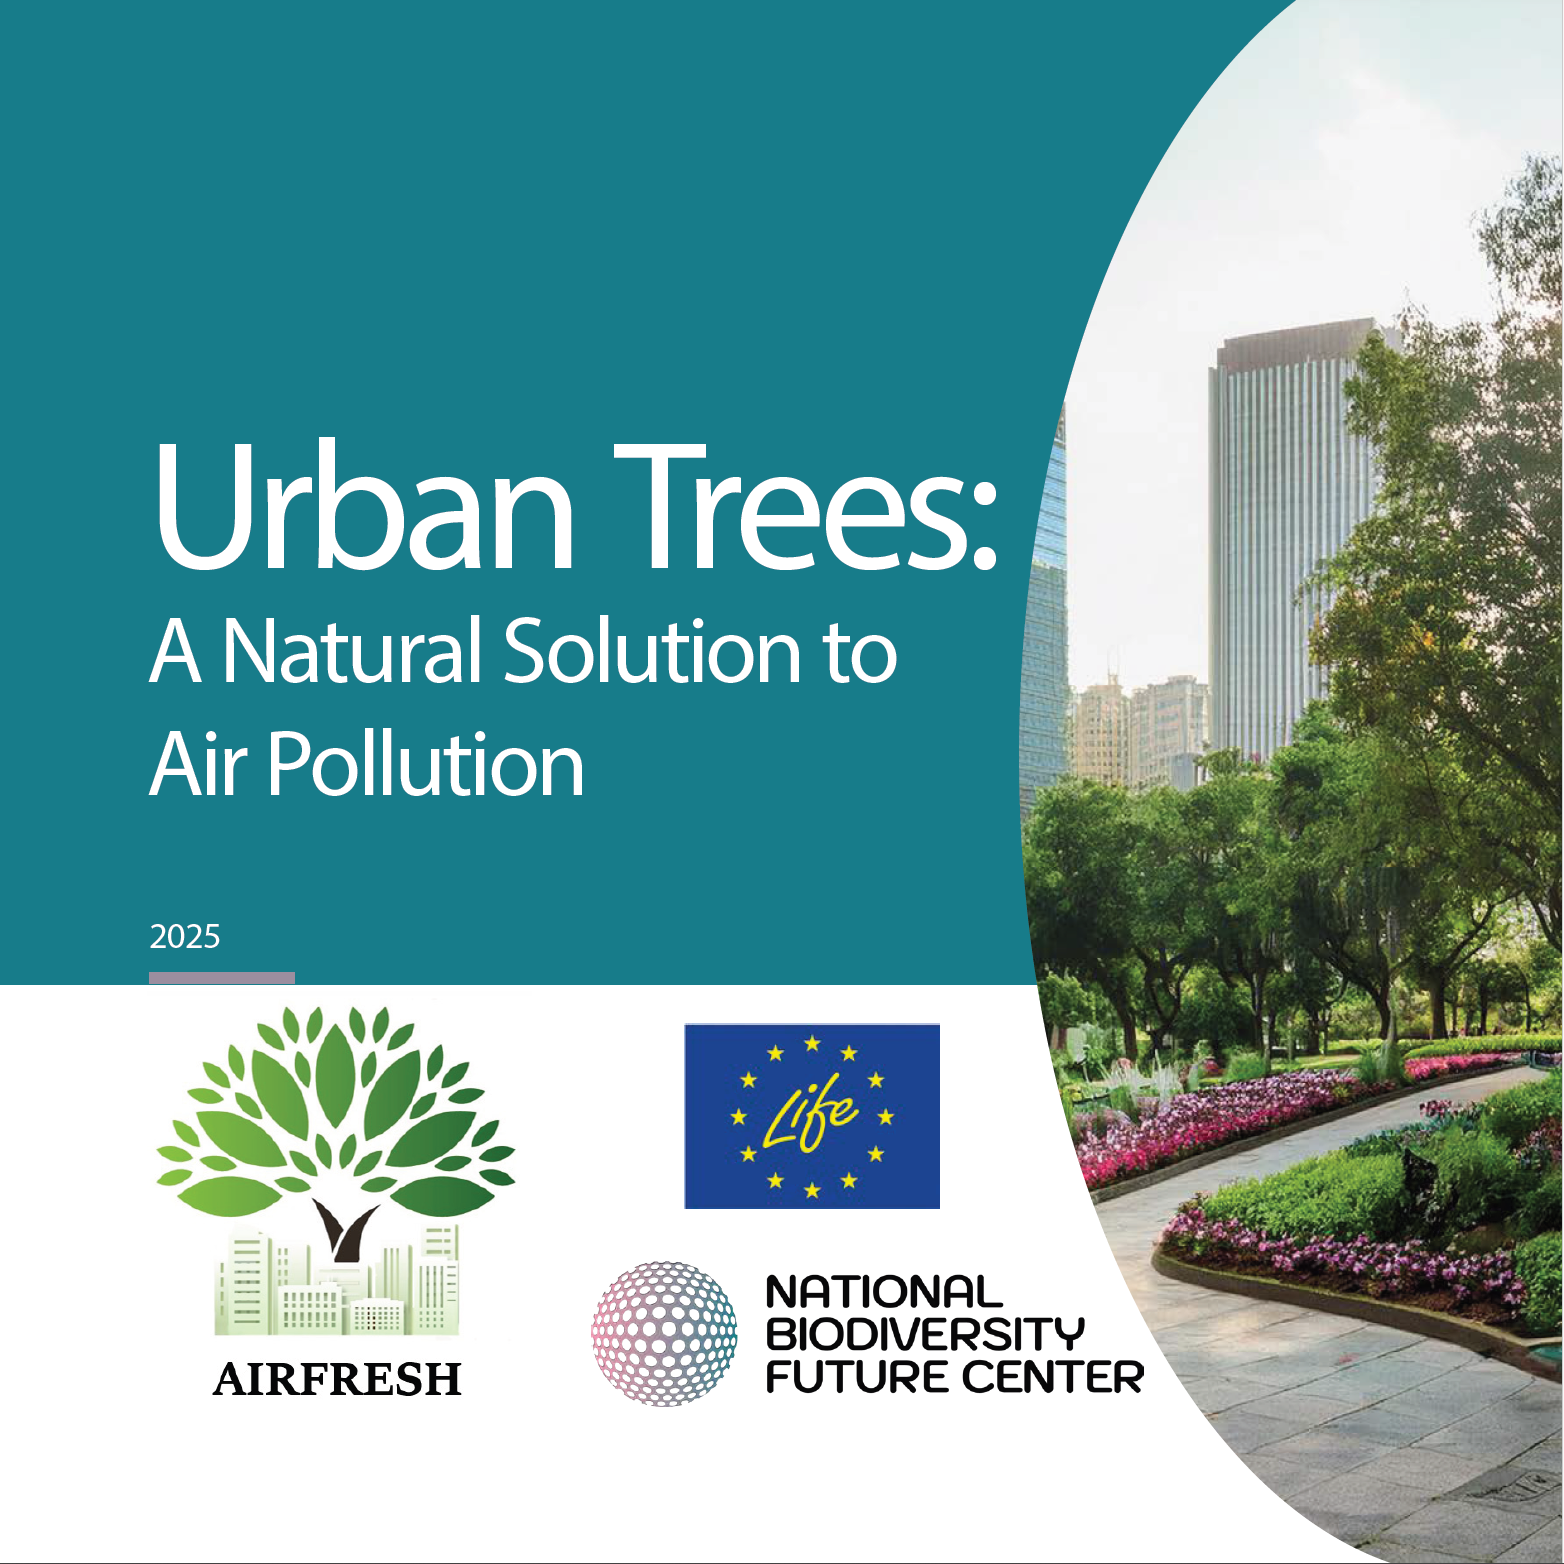 Urban Trees:
A Natural Solution to
Air Pollution
2025
Life
AIRFRESH
NATIONAL
BIODIVERSITY
FUTURE CENTER